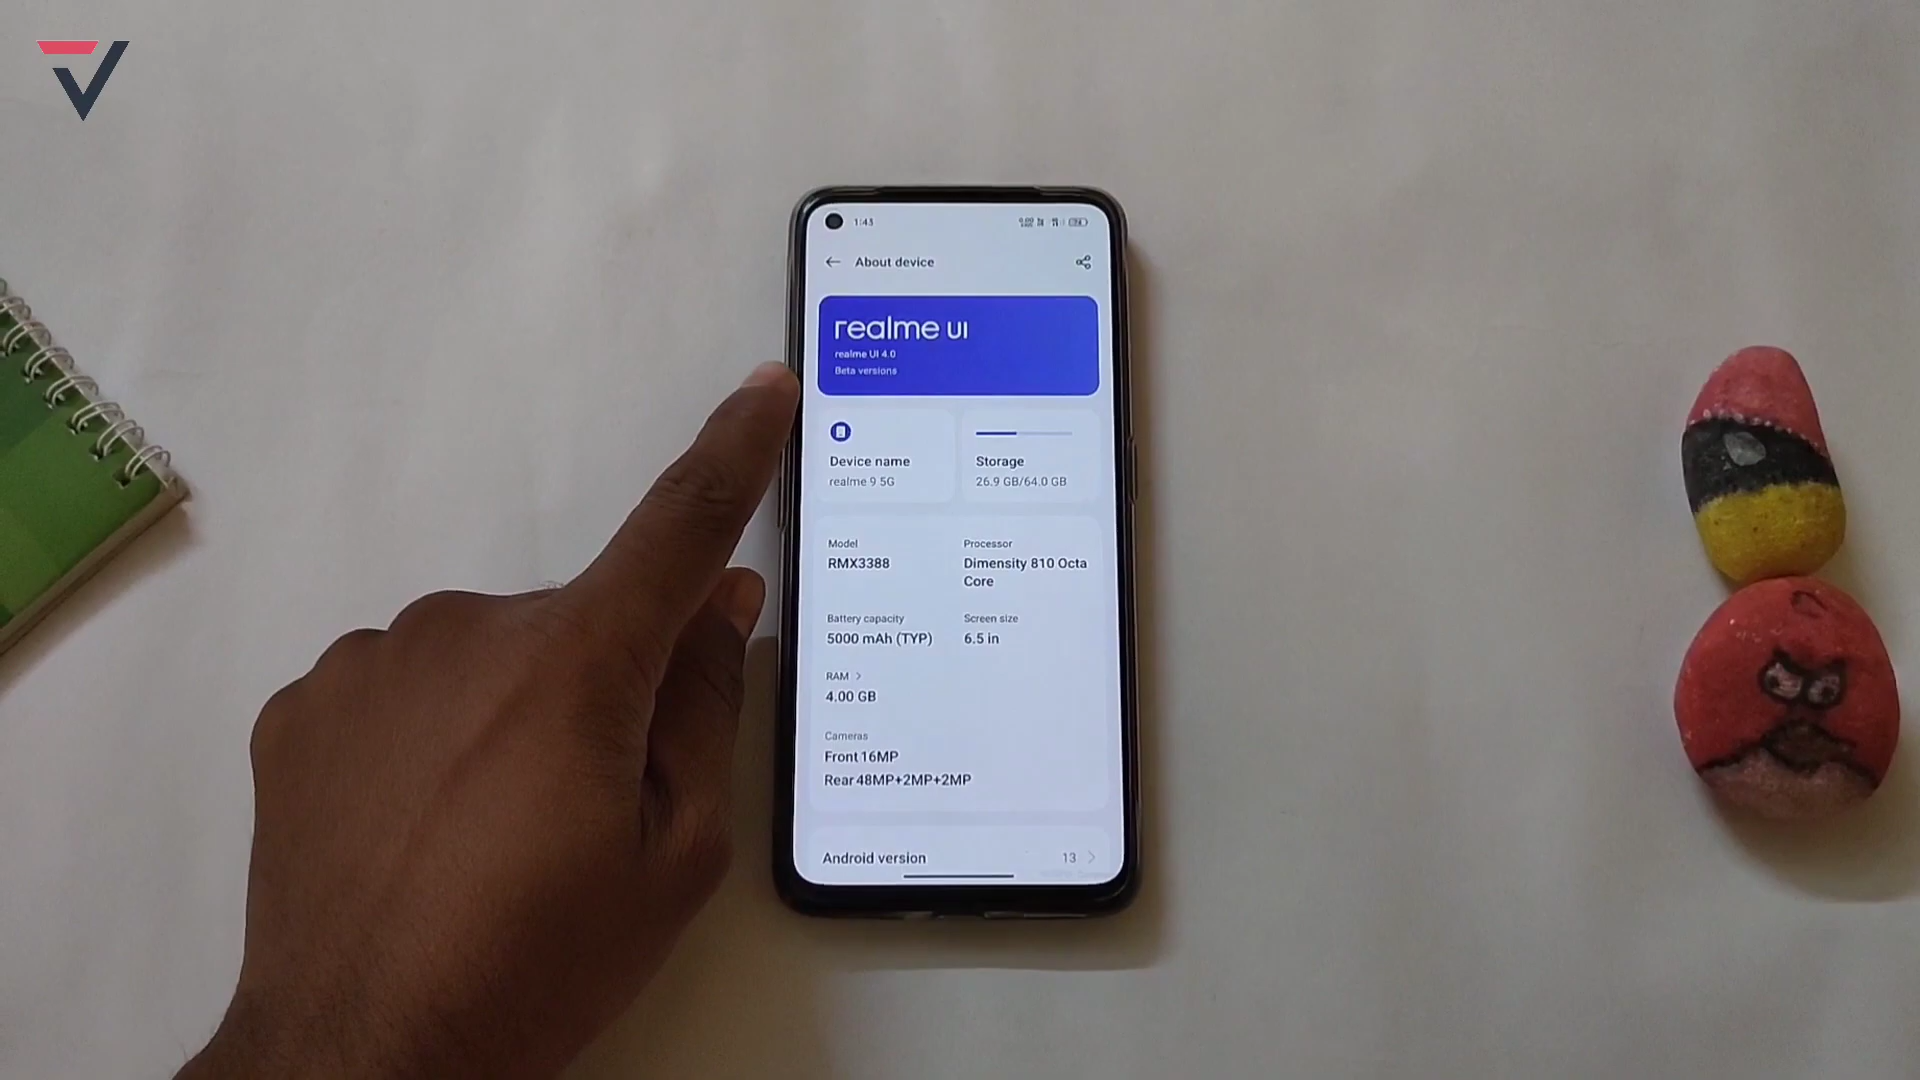 1:43
About device
realme UI
realme UI 4.0
Beta versions
Device name
realme 9 5G
Storage
26.9 GB/64.0 GB
Model
RMX3388
Processor
Dimensity 810 Octa
Core
Battery capacity
5000 mAh (TYP)
Screen size
6.5 in
RAM >
4.00 GB
Cameras
Front 16MP
Rear 48MP+2MP+2MP
Android version
13 >